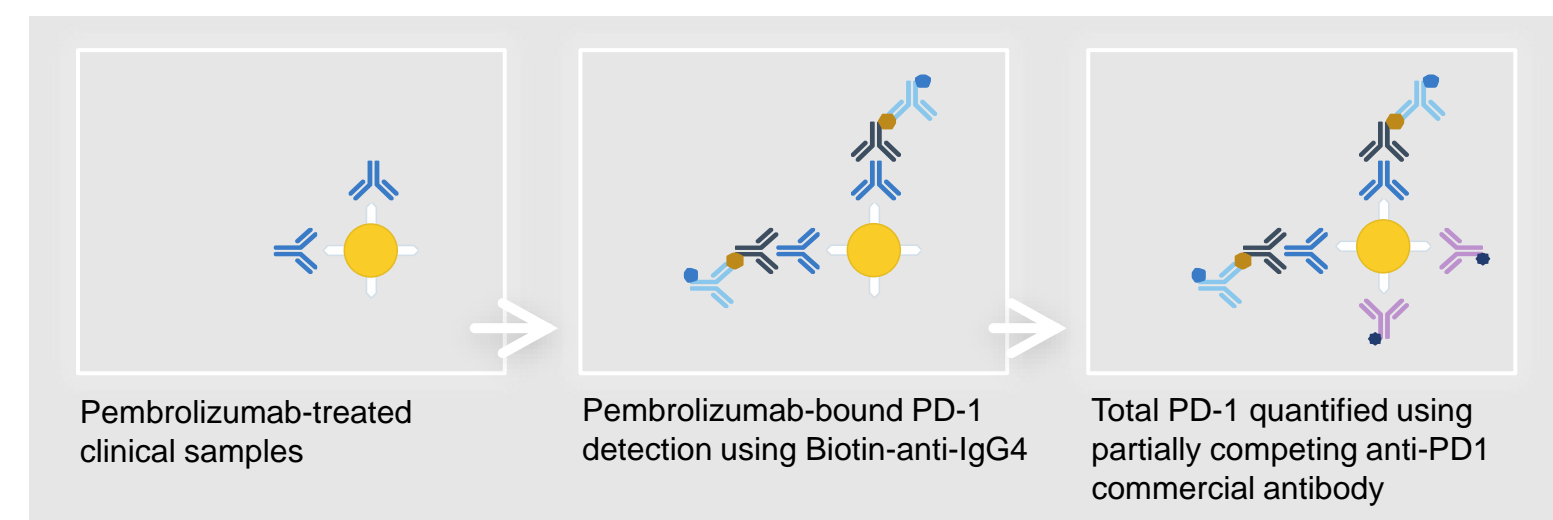 Pembrolizumab-treated
clinical samples
Pembrolizumab-bound PD-1
detection using Biotin-anti-IgG4
Total PD-1 quantified using
partially competing anti-PD1
commercial antibody